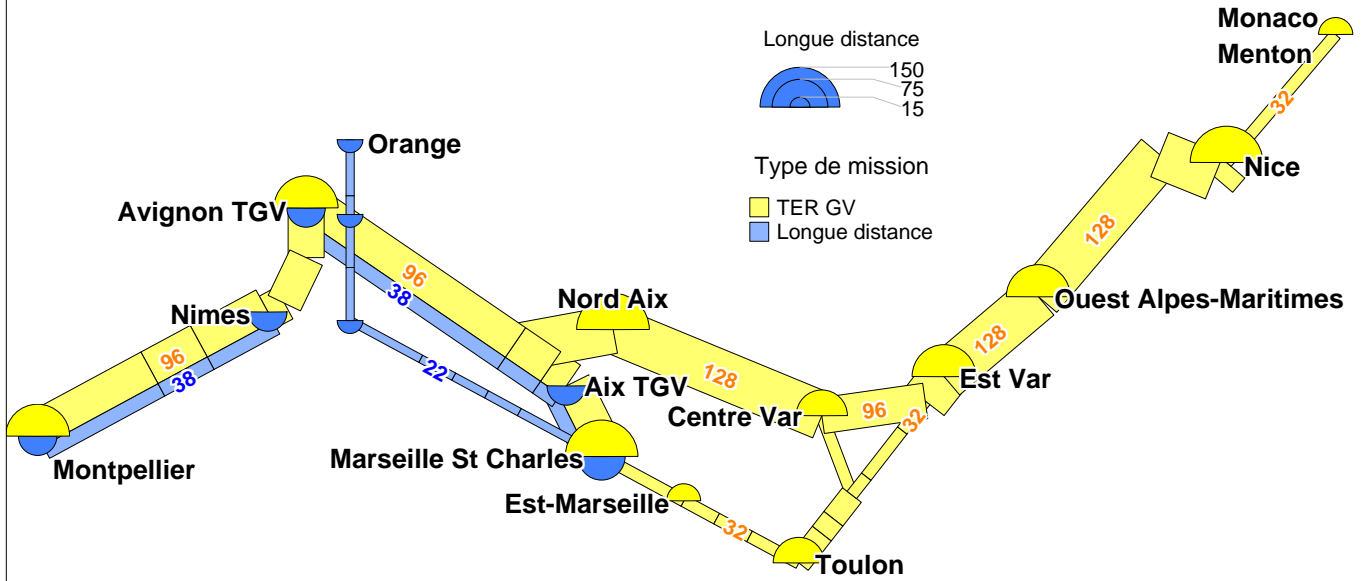 Monaco
Menton
Longue distance
150
75
15
32
Orange
Type de mission
Nice
TER GV
Longue distance
Avignon TGV
128
96
38
Nord Aix
Ouest Alpes-Maritimes
Nimes
96
38
22
128
128
Aix TGV
Est Var
Centre Var
96
32
Montpellier
Marseille St Charles
Est-Marseille
32
Toulon